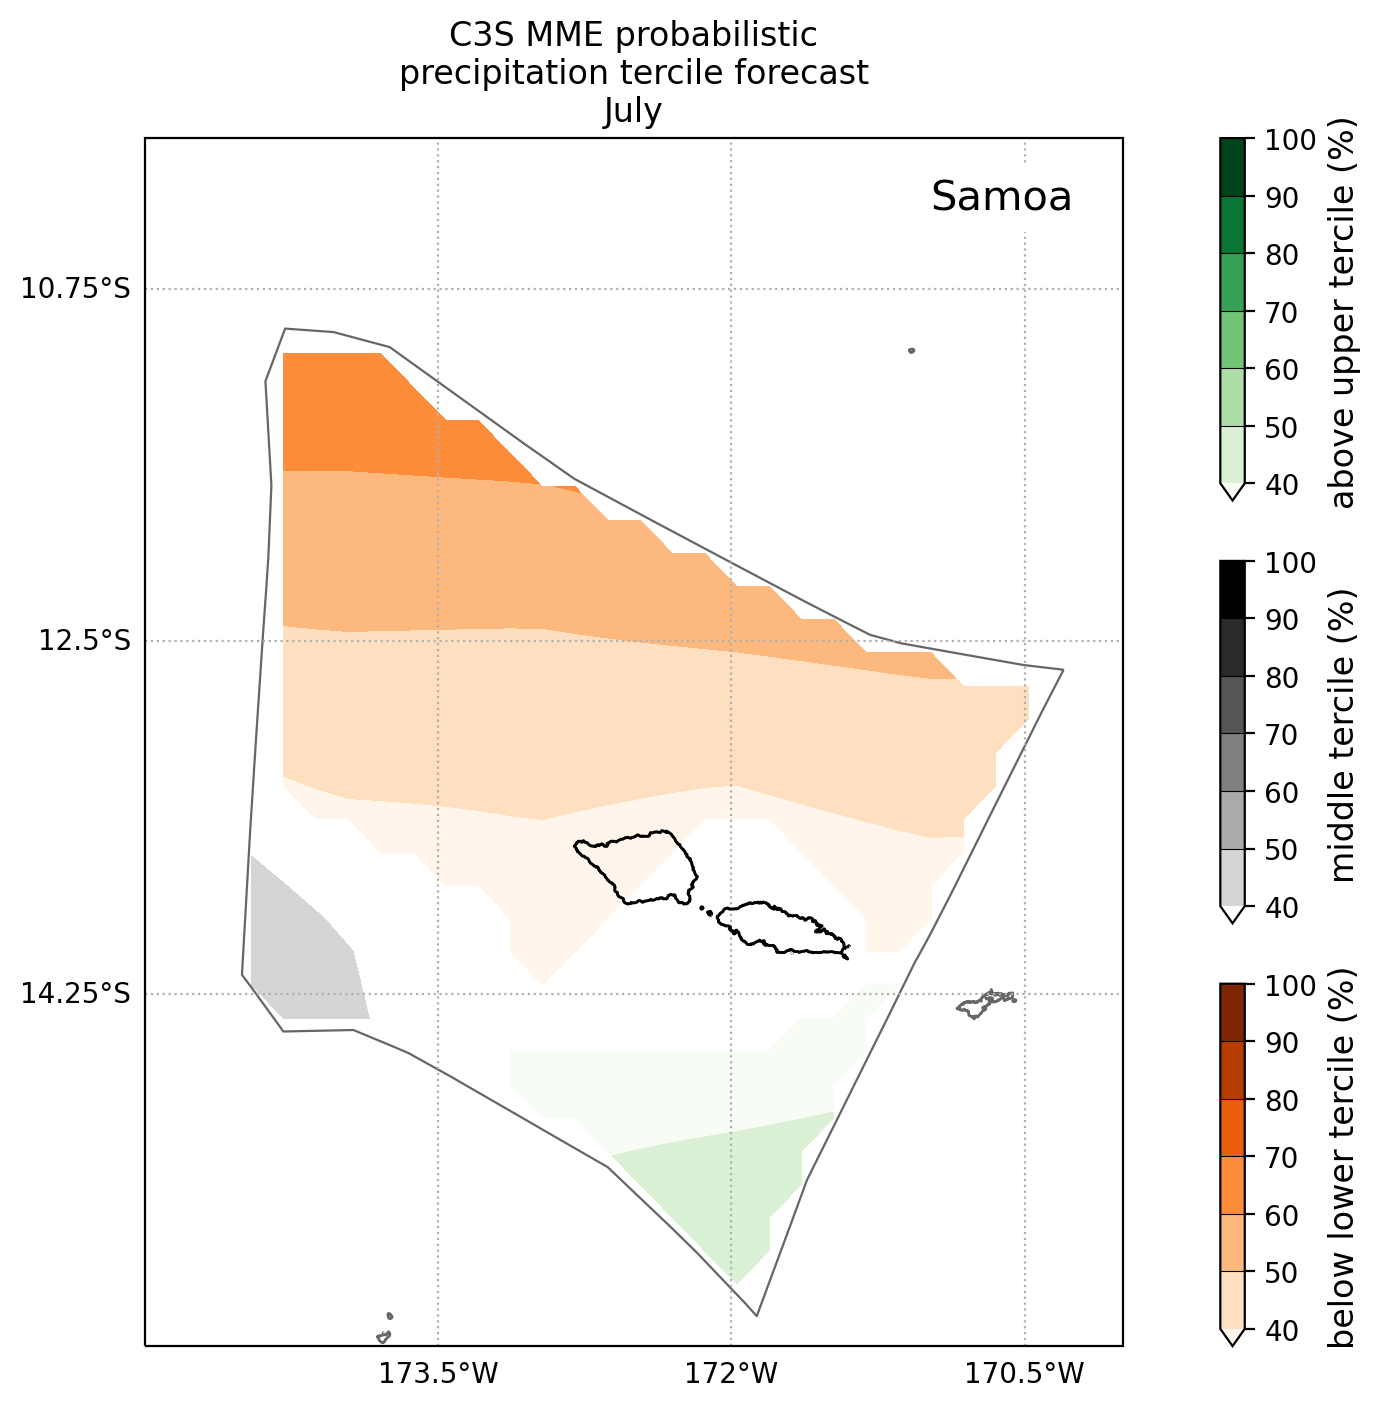 C3S MME probabilistic
precipitation tercile forecast
July
Samoa
10.75°S
12.5°S
14.25°S
173.5°W
172°W
170.5°W
100
90
80
70
60
50
40
above upper tercile (%)
100
90
80
70
60
50
40
middle tercile (%)
100
90
80
70
60
50
40
below lower tercile (%)